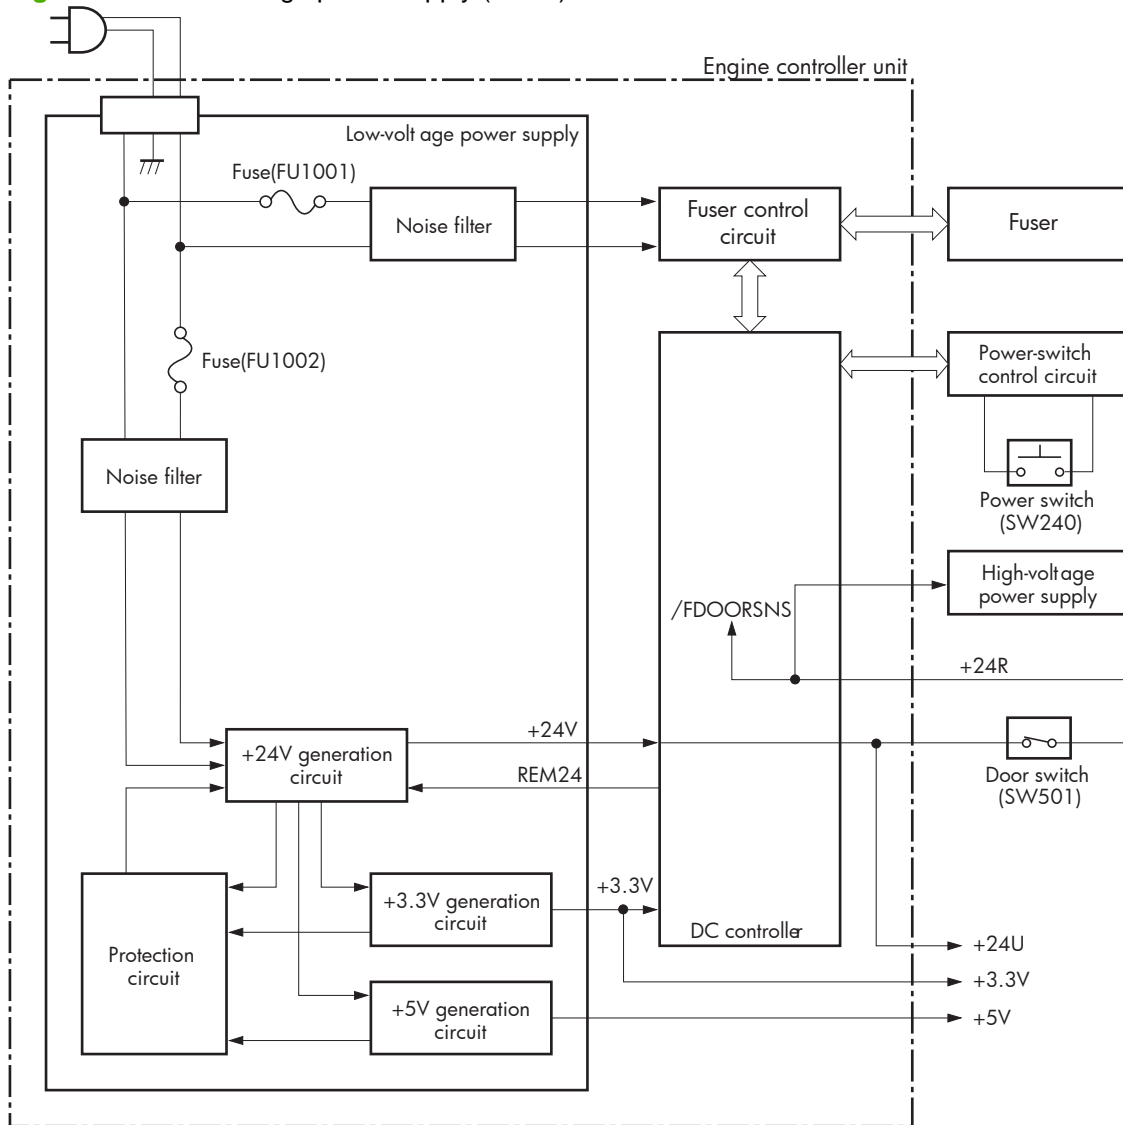 Engine controller unit
Low-volt age power supply
Fuse(FU1001)
Noise filter
Fuser control
circuit
Fuser
Fuse(FU1002)
Power-switch
control circuit
Noise filter
Power switch
(SW240)
High-voltage
power supply
/FDOORSNS
+24R
+24V
+24V generation
circuit
REM24
Door switch
(SW501)
+3.3V
+3.3V generation
circuit
DC controller
+24U
Protection
circuit
+3.3V
+5V generation
circuit
+5V